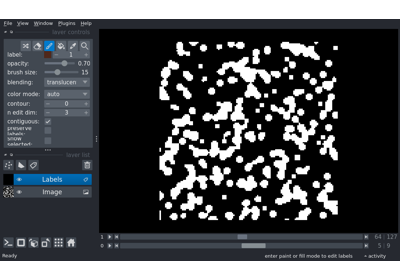 File View Window Plugins Help
layer controls
label: 1
opacity: 0.70
brush size: 15
blending: translucen
color mode: auto
contour: 0
n edit dim: 3
contiguous:
preserve labels:
show selected:
layer list
Labels
Image
1 64 127
0 5 9
Ready enter paint or fill mode to edit labels activity